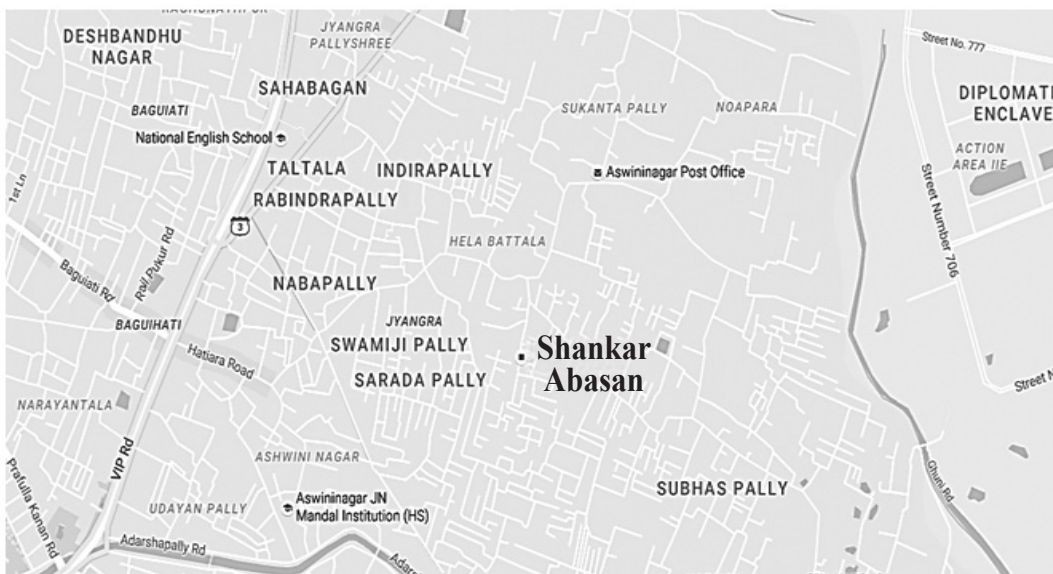 DESHBANDHU
NAGAR
JYANGRA
PALLYSHREE
SAHABAGAN
BAGUIATI
National English School
SUKANTA PALLY
NOAPARA
Street No. 777
DIPLOMATI
ENCLAVE
ACTION
AREA IIE
1st Ln
TALTALA
INDIRAPALLY
Aswininagar Post Office
RABINDRAPALLY
3
Street Number 706
Rail Pukur Rd
HELA BATTALA
Baguiati Rd
NABAPALLY
BAGUIHATI
JYANGRA
SWAMIJI PALLY
Hatiara Road
SARADA PALLY
Shankar
Abasan
Street N
NARAYANTALA
VIP Rd
ASHWINI NAGAR
Prafulla Kanan Rd
UDAYAN PALLY
Aswininagar JN
Mandal Institution (HS)
SUBHAS PALLY
Ghuni Rd
Adarshapally Rd
Adars